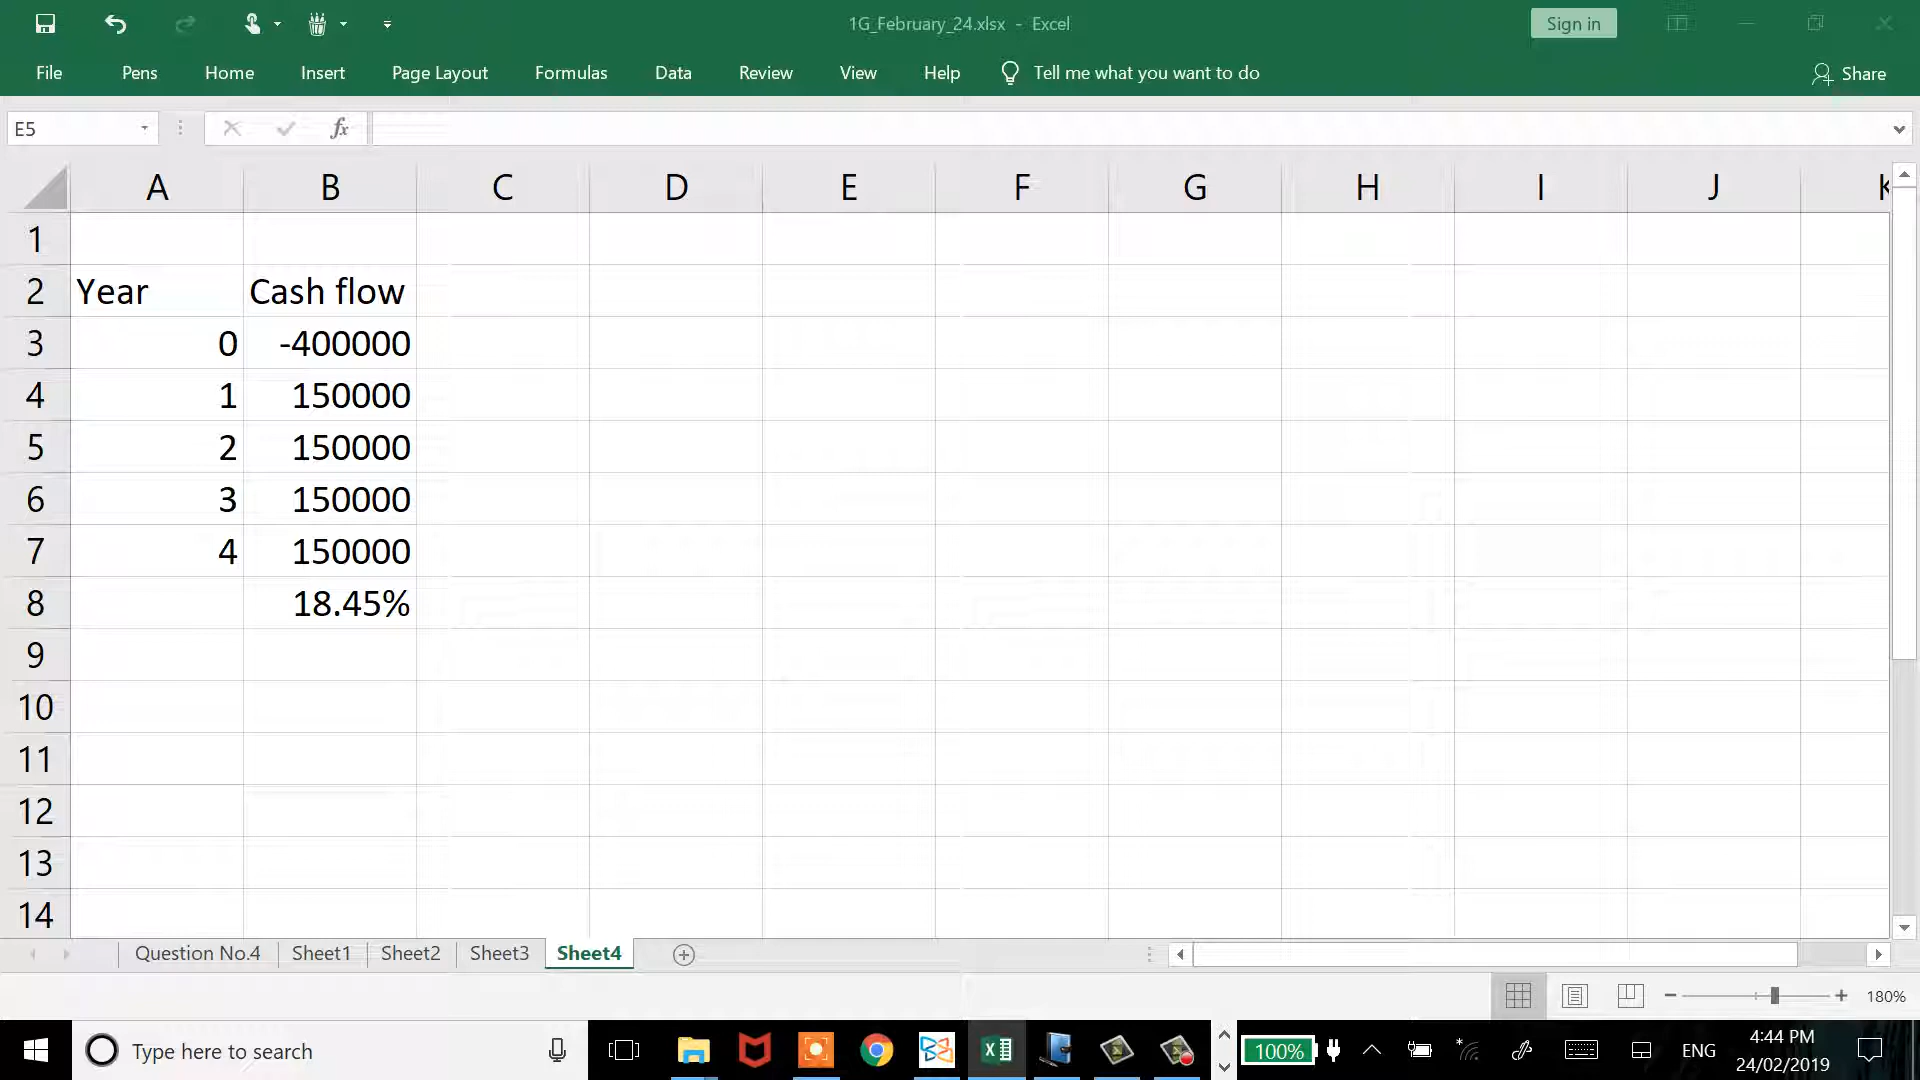 1G_February_24.xlsx - Excel
Sign in
File Pens Home Insert Page Layout Formulas Data Review View Help Tell me what you want to do Share
E5 fx
A B C D E F G H I J K
1
2 Year Cash flow
3 0 -400000
4 1 150000
5 2 150000
6 3 150000
7 4 150000
8 18.45%
9
10
11
12
13
14
Question No.4 Sheet1 Sheet2 Sheet3 Sheet4
180%
Type here to search
100% ENG 4:44 PM
24/02/2019